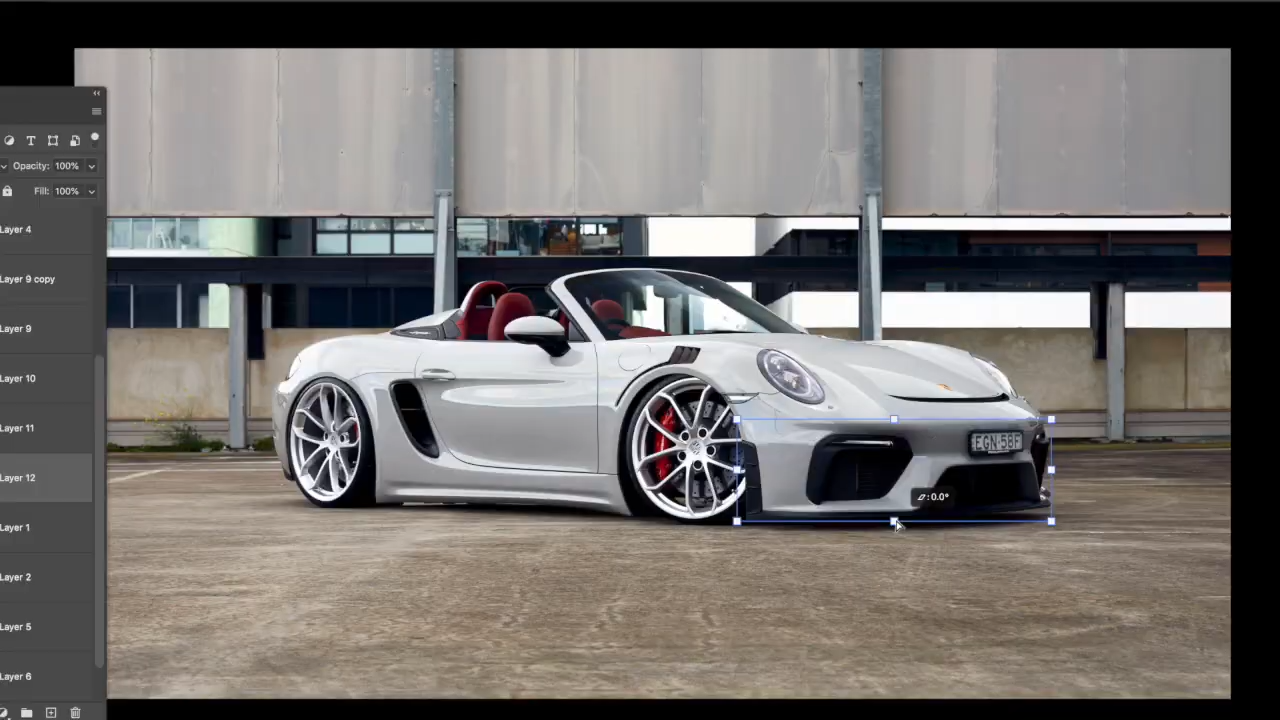 Opacity: 100%
Fill: 100%
Layer 4
Layer 9 copy
Layer 9
Layer 10
Layer 11
Layer 12
Layer 1
Layer 2
Layer 5
Layer 6
EGN·58F
: 0.0°